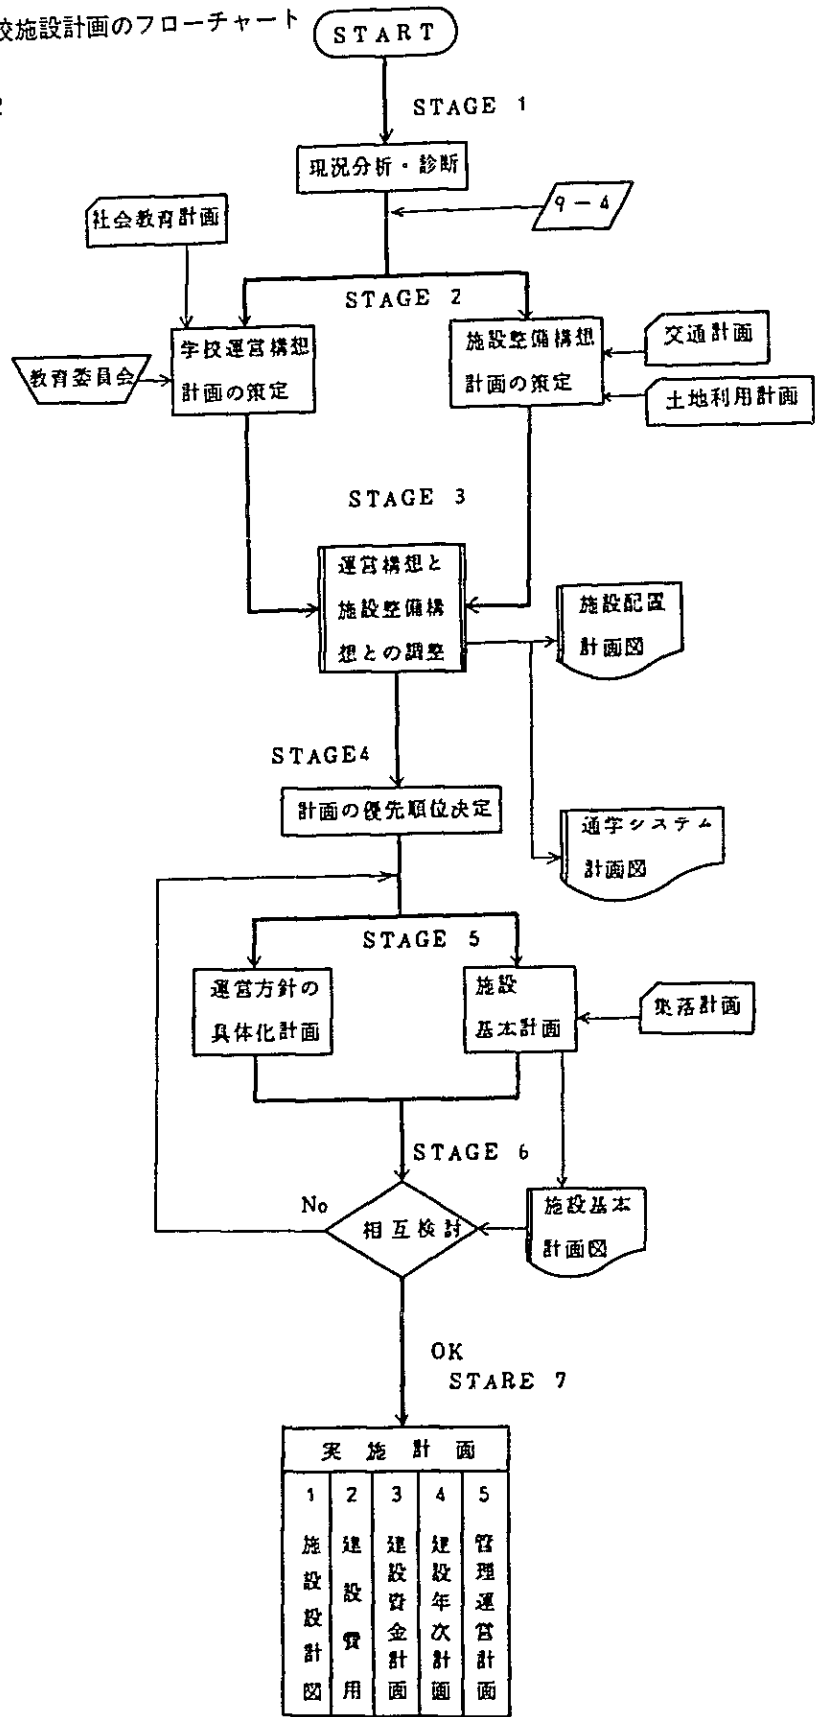 校施設計画のフローチャート
START
2
STAGE 1
現況分析・診断
9-4
社会教育計画
STAGE 2
学校運営構想
計画の策定
教育委員会
施設整備構想
計画の策定
交通計画
土地利用計画
STAGE 3
運営構想と
施設整備構
想との調整
施設配置
計画図
STAGE4
計画の優先順位決定
通学システム
計画図
STAGE 5
運営方針の
具体化計画
施設
基本計画
集落計画
STAGE 6
No
相互検討
施設基本
計画図
OK
STARE 7
実施計画
1 施設設計図
2 建設費用
3 建設資金計画
4 建設年次計画
5 管理運営計画